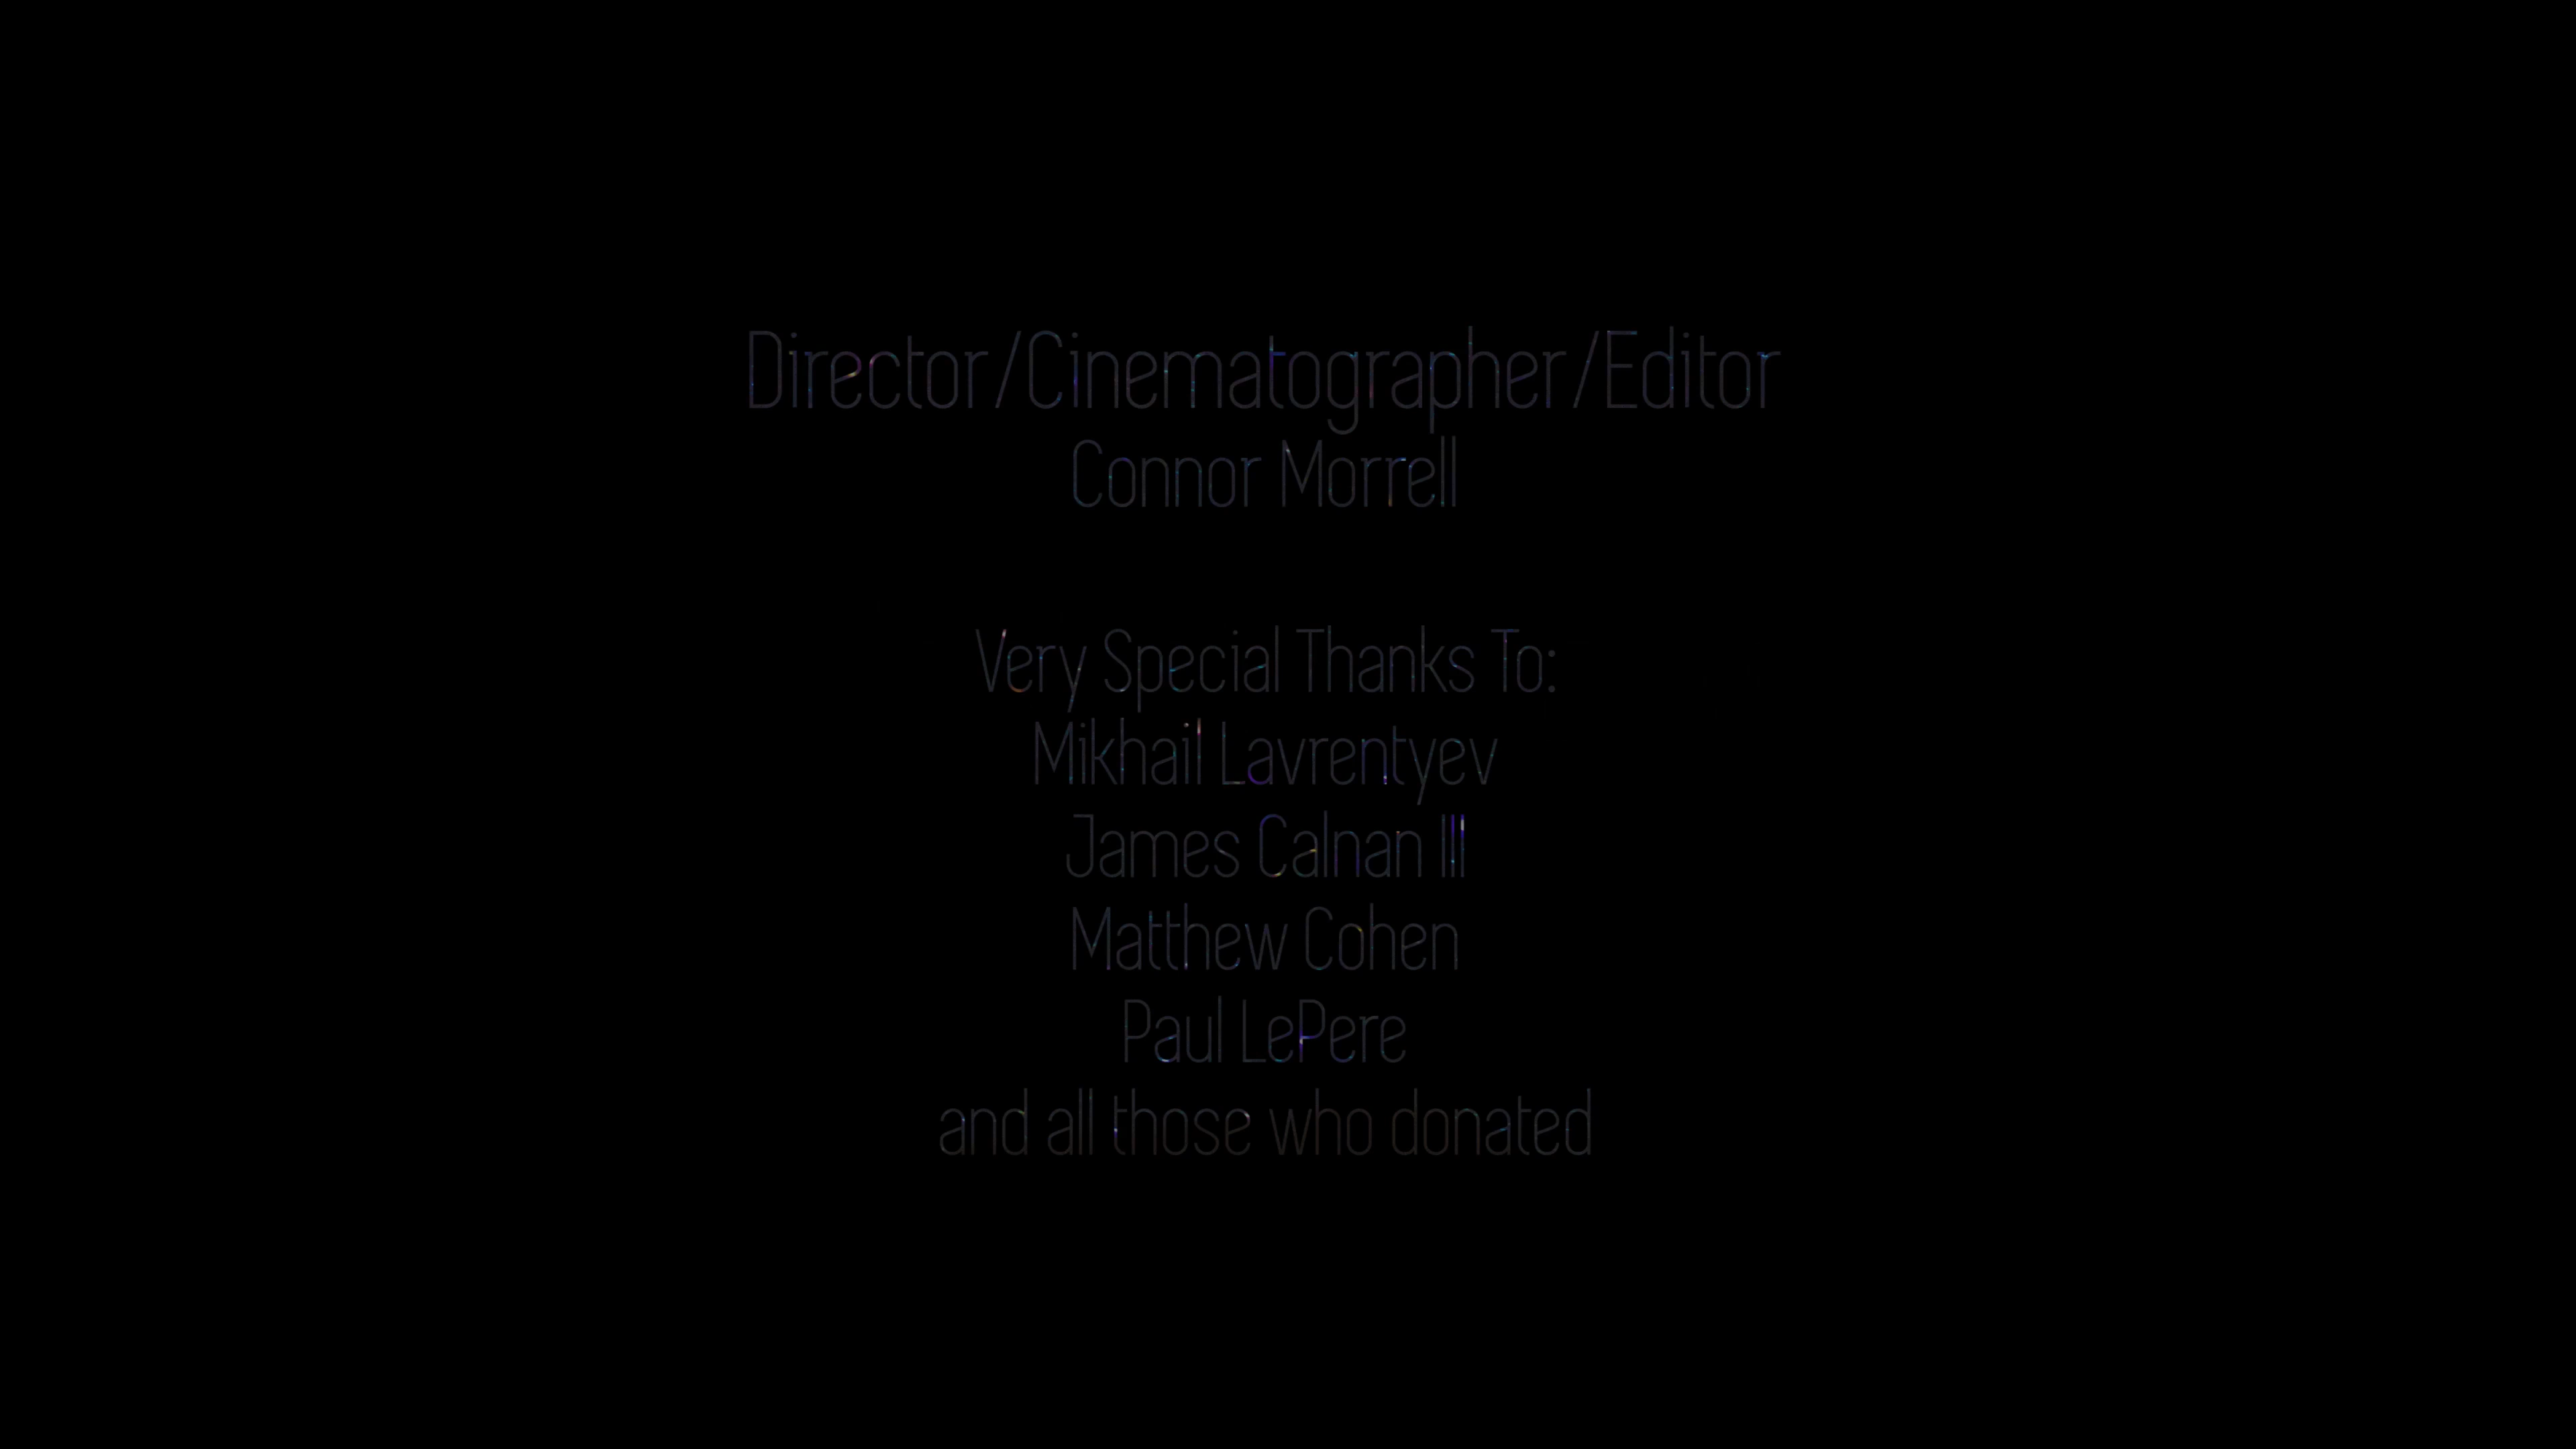 Director/Cinematographer/Editor
Connor Morrell
Very Special Thanks To:
Mikhail Lavrentyev
James Calnan III
Matthew Cohen
Paul LePere
and all those who donated